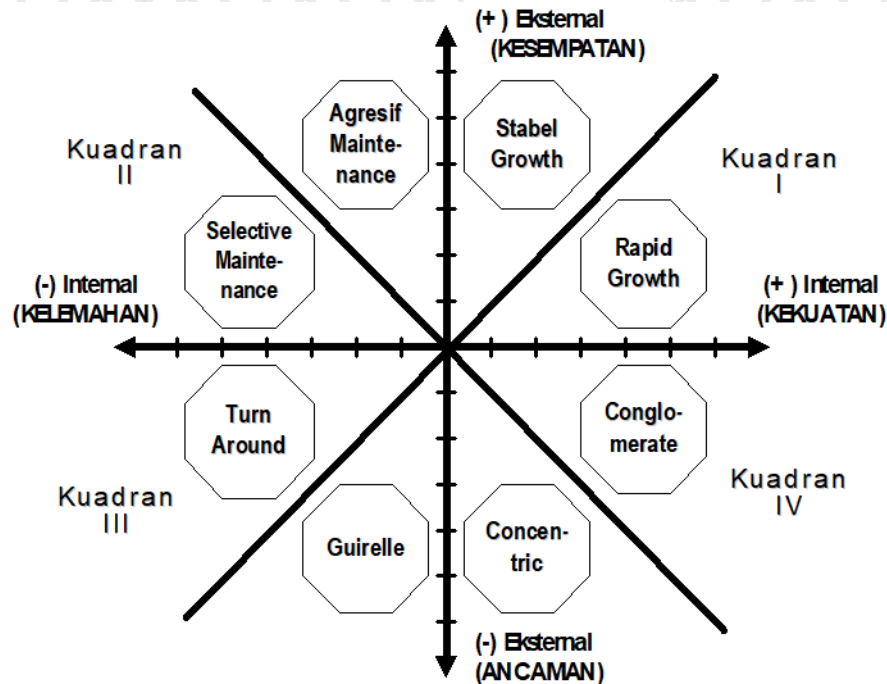 (+ ) Eksternal
(KESEMPATAN)
Agresif
Mainte-
nance
Stabel
Growth
Kuadran
II
Kuadran
I
Selective
Mainte-
nance
Rapid
Growth
(-) Internal
(KELEMAHAN)
(+ ) Internal
(KEKUATAN)
Turn
Around
Conglo-
merate
Kuadran
III
Kuadran
IV
Guirelle
Concen-
tric
(-) Eksternal
(ANCAMAN)